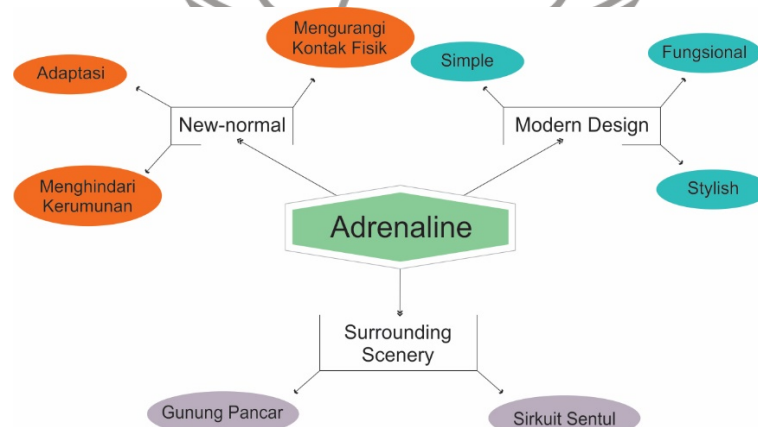 Mengurangi
Kontak Fisik
Adaptasi
New-normal
Menghindari
Kerumunan
Simple
Fungsional
Modern Design
Stylish
Adrenaline
Surrounding
Scenery
Gunung Pancar
Sirkuit Sentul